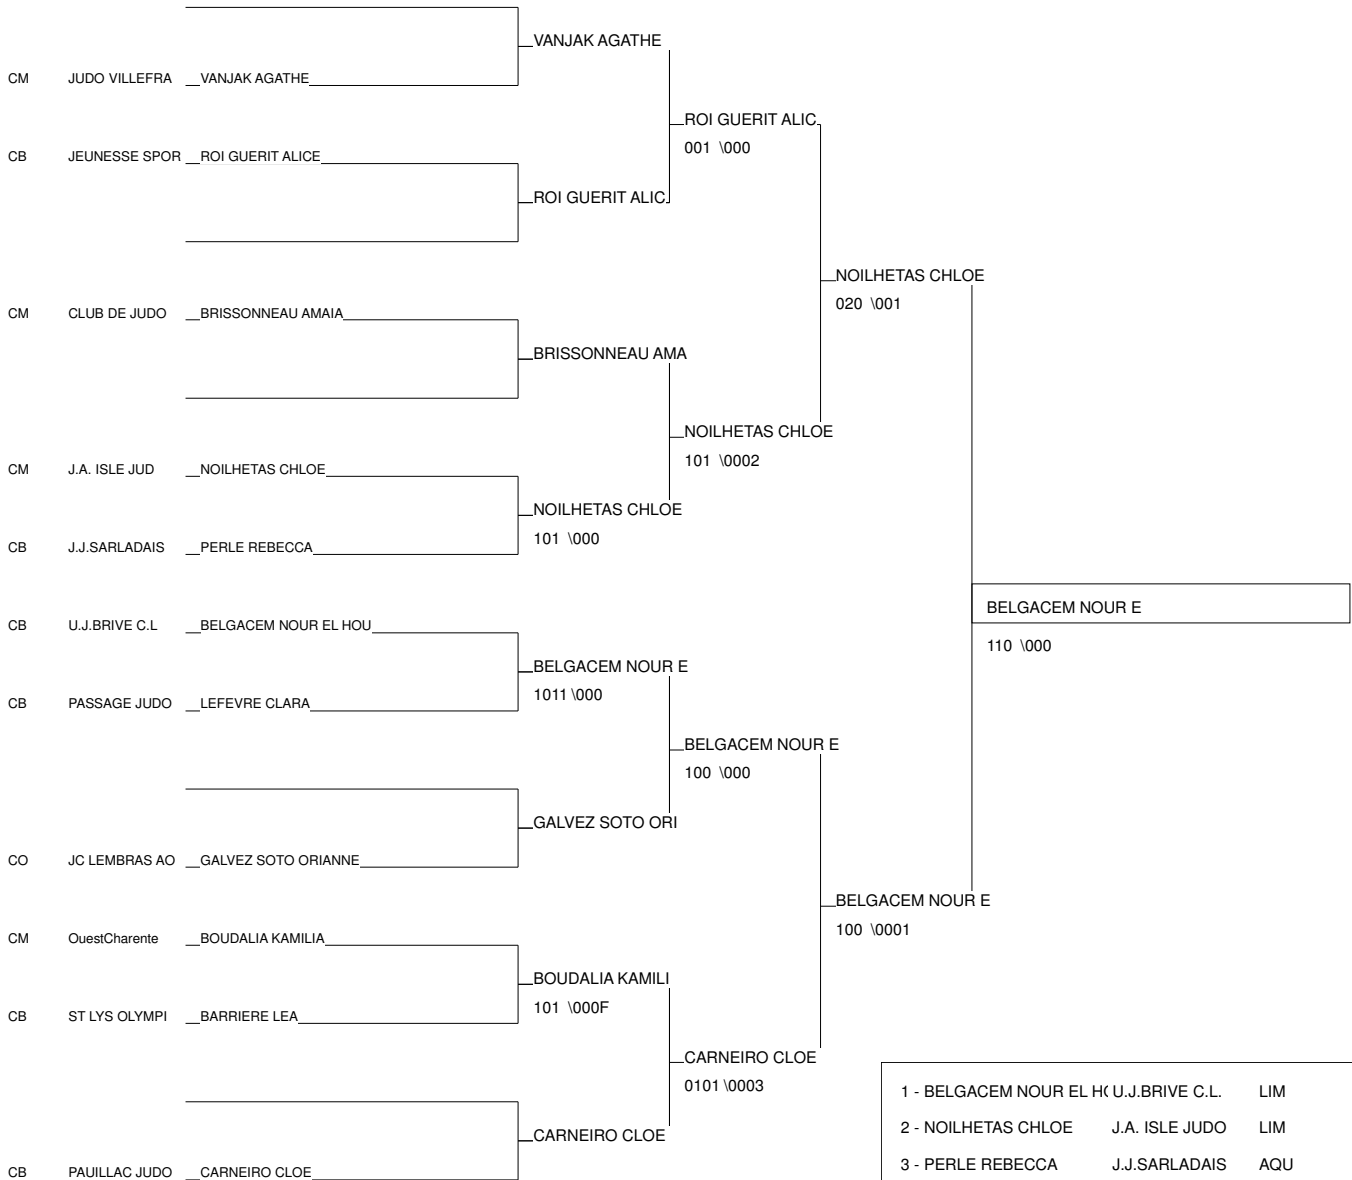 VANJAK AGATHE
CM JUDO VILLEFRA VANJAK AGATHE
ROI GUERIT ALIC
001 \000
CB JEUNESSE SPOR ROI GUERIT ALICE
ROI GUERIT ALIC
NOILHETAS CHLOE
020 \001
CM CLUB DE JUDO BRISSONNEAU AMAIA
BRISSONNEAU AMA
NOILHETAS CHLOE
101 \0002
CM J.A. ISLE JUD NOILHETAS CHLOE
NOILHETAS CHLOE
101 \000
CB J.J.SARLADAIS PERLE REBECCA
BELGACEM NOUR E
110 \000
CB U.J.BRIVE C.L BELGACEM NOUR EL HOU
BELGACEM NOUR E
1011 \000
CB PASSAGE JUDO LEFEVRE CLARA
BELGACEM NOUR E
100 \000
GALVEZ SOTO ORI
CO JC LEMBRAS AO GALVEZ SOTO ORIANNE
BELGACEM NOUR E
100 \0001
CM OuestCharente BOUDALIA KAMILIA
BOUDALIA KAMILI
101 \000F
CB ST LYS OLYMPI BARRIERE LEA
CARNEIRO CLOE
0101 \0003
1 - BELGACEM NOUR EL H U.J.BRIVE C.L. LIM
2 - NOILHETAS CHLOE J.A. ISLE JUDO LIM
CARNEIRO CLOE
3 - PERLE REBECCA J.J.SARLADAIS AQU
CB PAUILLAC JUDO CARNEIRO CLOE